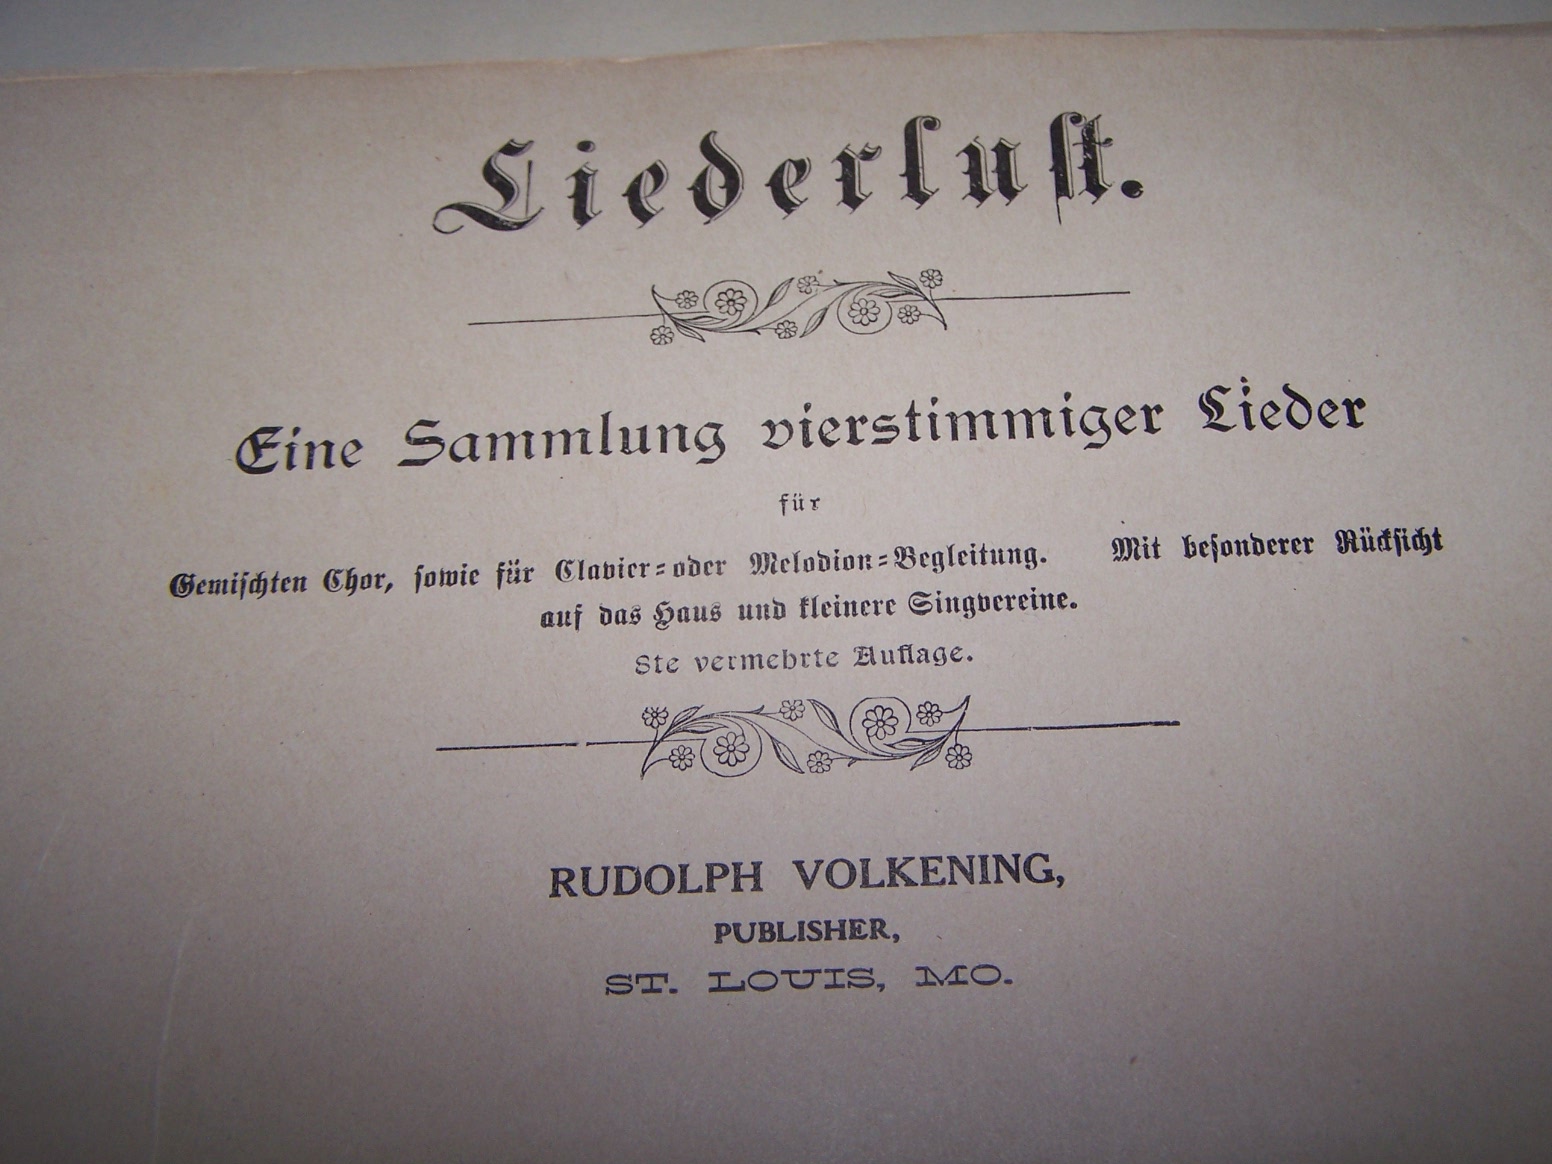 Liederlust.
Eine Sammlung vierstimmiger Lieder
für
Gemischten Chor, sowie für Clavier=oder Melodion=Begleitung. Mit besonderer Rücksicht
auf das Haus und kleinere Singvereine.
8te vermehrte Auflage.
RUDOLPH VOLKENING,
PUBLISHER,
ST. LOUIS, MO.